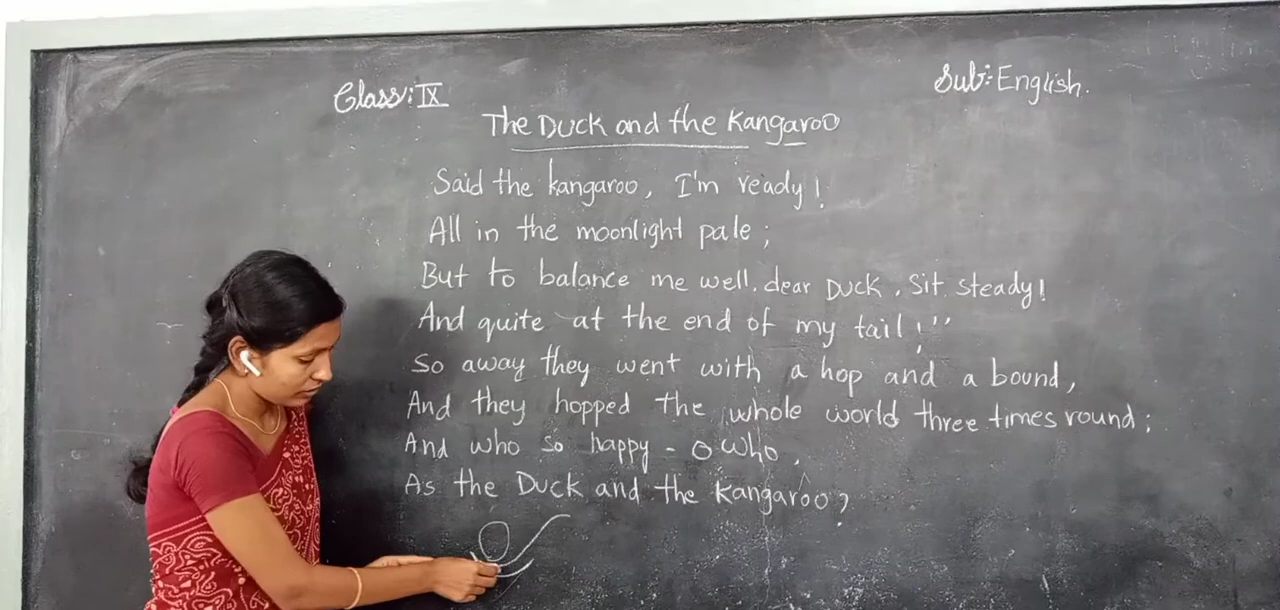 Class: IX
Sub: English.
The Duck and the Kangaroo
Said the kangaroo, I'm ready!
All in the moonlight pale;
But to balance me well, dear Duck, Sit steady!
And quite at the end of my tail!"
So away they went with a hop and a bound,
And they hopped the whole world three times round;
And who so happy - O who,
As the Duck and the Kangaroo?